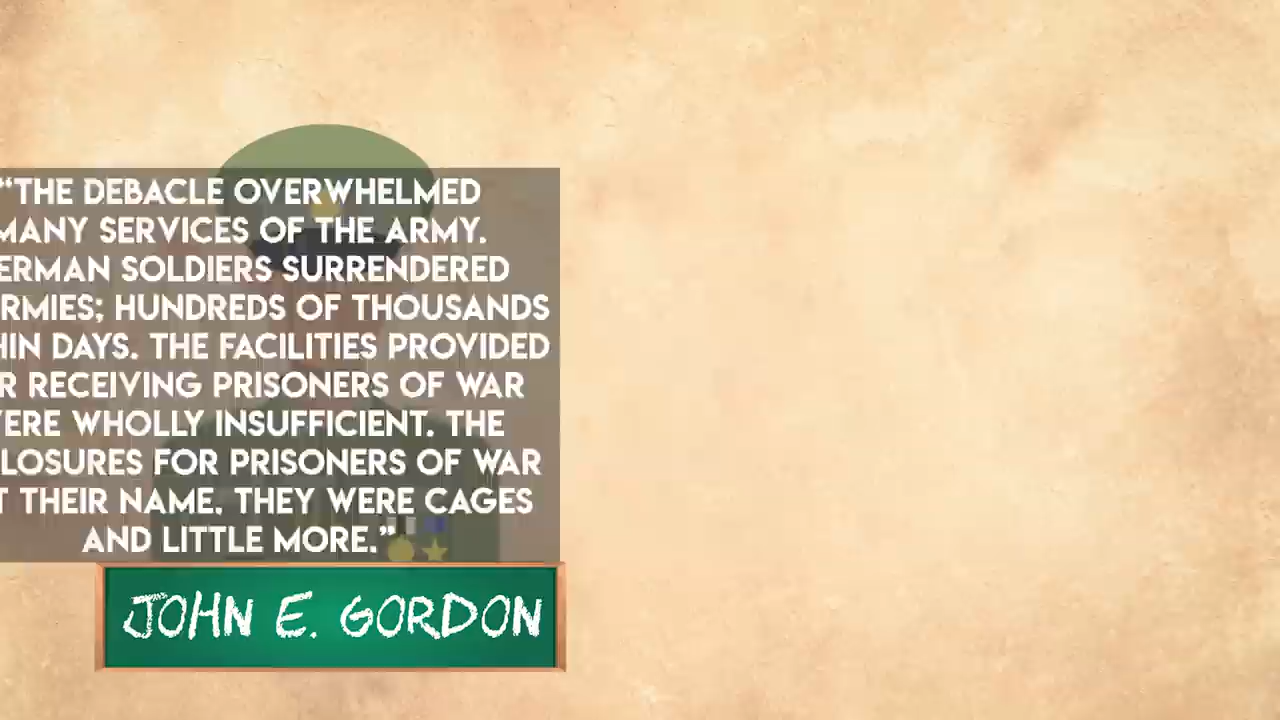 “THE DEBACLE OVERWHELMED
MANY SERVICES OF THE ARMY.
ERMAN SOLDIERS SURRENDERED
RMIES; HUNDREDS OF THOUSANDS
HIN DAYS. THE FACILITIES PROVIDED
R RECEIVING PRISONERS OF WAR
ERE WHOLLY INSUFFICIENT. THE
LOSURES FOR PRISONERS OF WAR
T THEIR NAME. THEY WERE CAGES
AND LITTLE MORE.”
JOHN E. GORDON